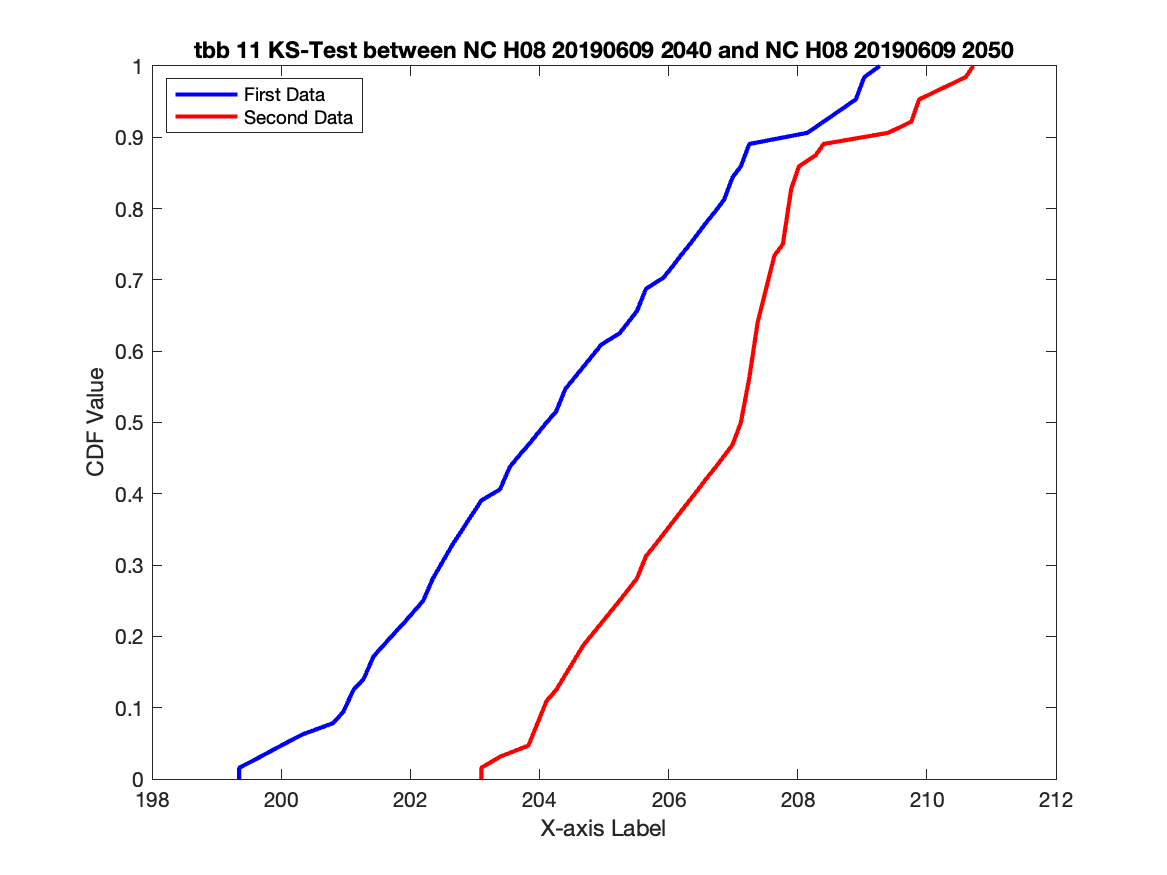 tbb 11 KS-Test between NC H08 20190609 2040 and NC H08 20190609 2050
First Data
Second Data
CDF Value
1
0.9
0.8
0.7
0.6
0.5
0.4
0.3
0.2
0.1
0
198 200 202 204 206 208 210 212
X-axis Label